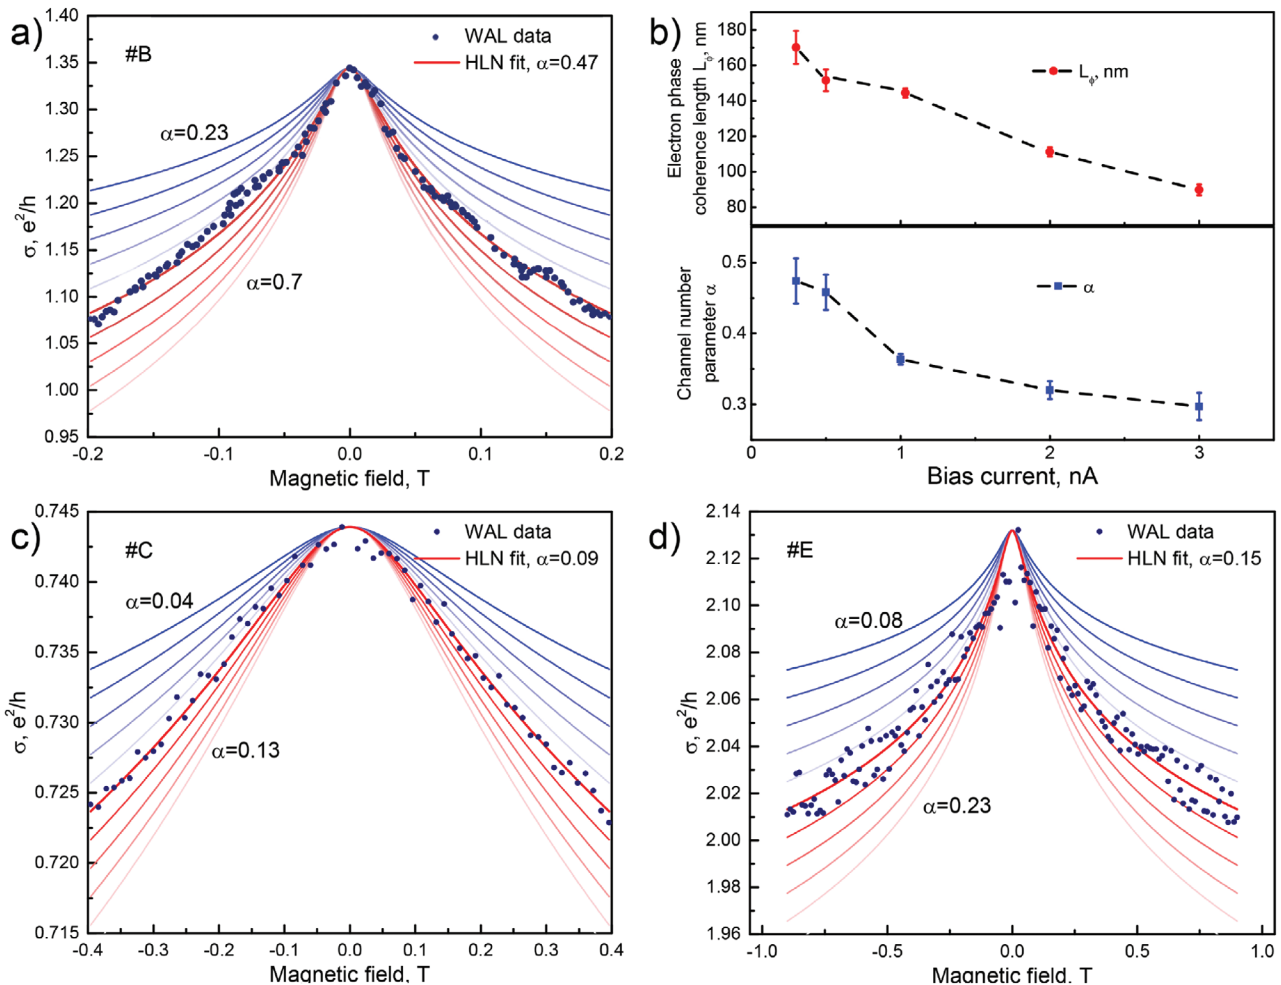 a)
#B
WAL data
HLN fit, α=0.47
α=0.23
α=0.7
σ, e²/h
1.40
1.35
1.30
1.25
1.20
1.15
1.10
1.05
1.00
0.95
-0.2
-0.1
0.0
0.1
0.2
Magnetic field, T
b)
Electron phase
coherence length Lϕ, nm
180
160
140
120
100
80
Lϕ, nm
Channel number
parameter α
0.5
0.4
0.3
α
0
1
2
3
Bias current, nA
c)
#C
WAL data
HLN fit, α=0.09
α=0.04
α=0.13
σ, e²/h
0.745
0.740
0.735
0.730
0.725
0.720
0.715
-0.4
-0.3
-0.2
-0.1
0.0
0.1
0.2
0.3
0.4
Magnetic field, T
d)
#E
WAL data
HLN fit, α=0.15
α=0.08
α=0.23
σ, e²/h
2.14
2.12
2.10
2.08
2.06
2.04
2.02
2.00
1.98
1.96
-1.0
-0.5
0.0
0.5
1.0
Magnetic field, T